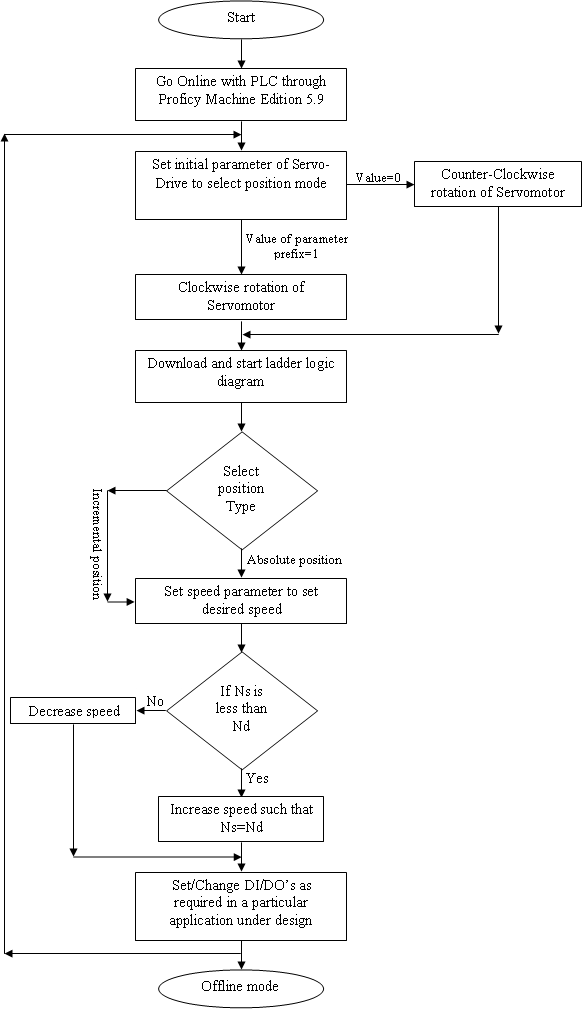 Start
Go Online with PLC through
Proficy Machine Edition 5.9
Set initial parameter of Servo-
Drive to select position mode
Value=0
Counter-Clockwise
rotation of Servomotor
Value of parameter
prefix=1
Clockwise rotation of
Servomotor
Download and start ladder logic
diagram
Select
position
Type
Incremental position
Absolute position
Set speed parameter to set
desired speed
If Ns is
less than
Nd
No
Decrease speed
Yes
Increase speed such that
Ns=Nd
Set/Change DI/DO’s as
required in a particular
application under design
Offline mode